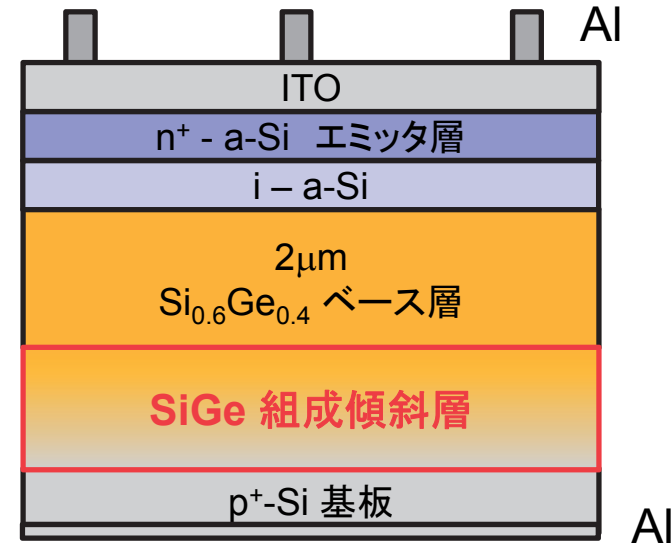 Al
ITO
n⁺ - a-Si エミッタ層
i – a-Si
2μm
Si₀.₆Ge₀.₄ ベース層
SiGe 組成傾斜層
p⁺-Si 基板
Al